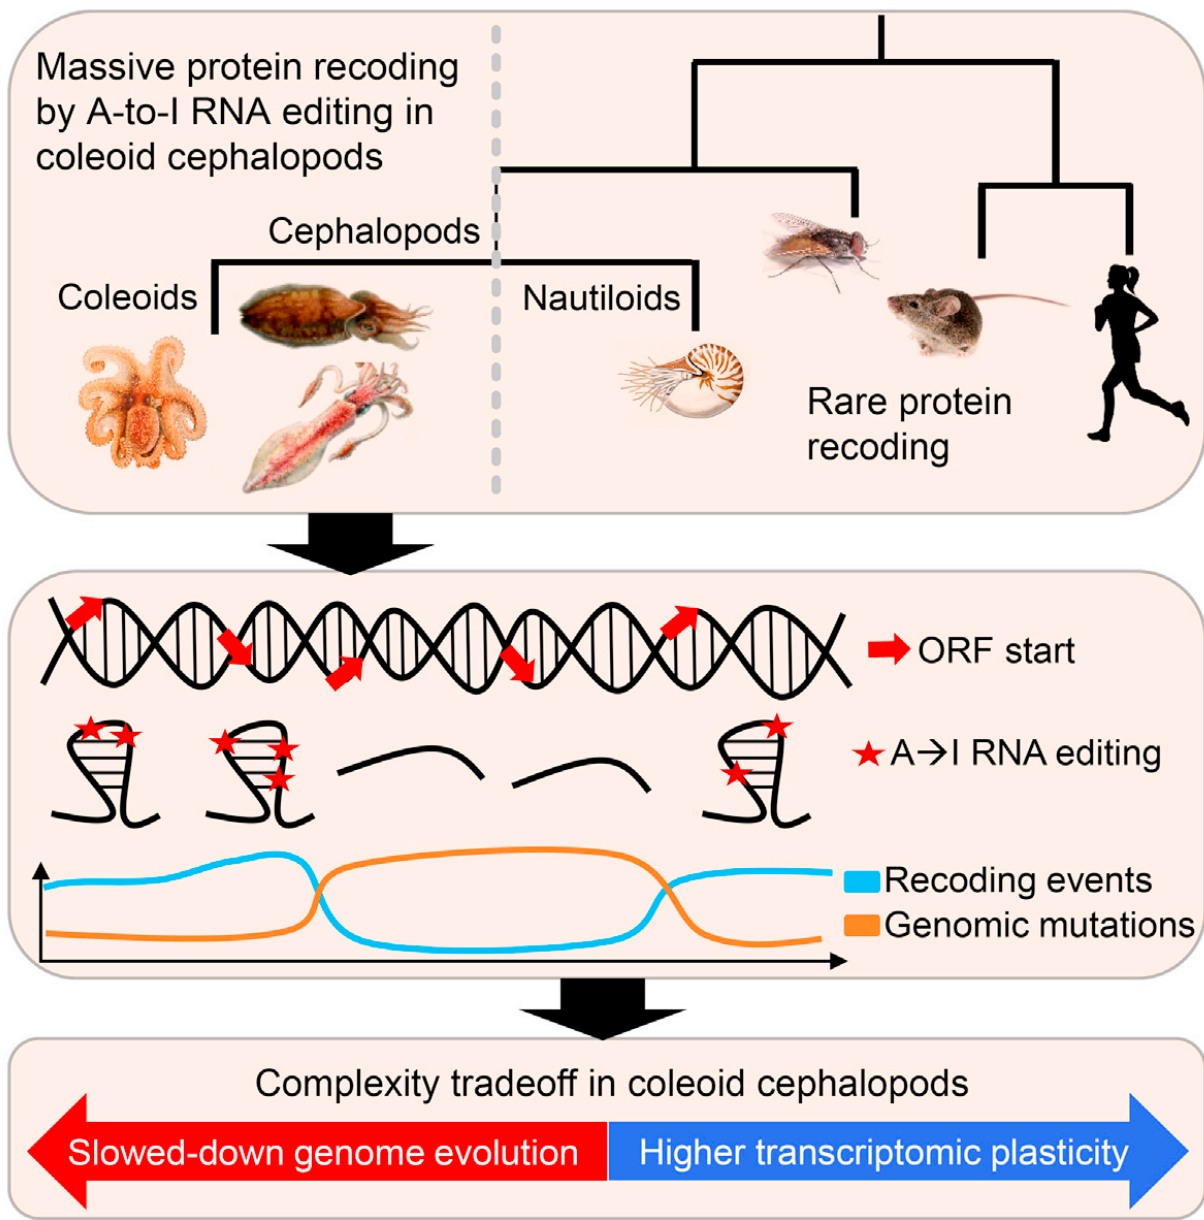 Massive protein recoding
by A-to-I RNA editing in
coleoid cephalopods
Cephalopods
Coleoids
Nautiloids
Rare protein
recoding
ORF start
A→I RNA editing
Recoding events
Genomic mutations
Complexity tradeoff in coleoid cephalopods
Slowed-down genome evolution
Higher transcriptomic plasticity